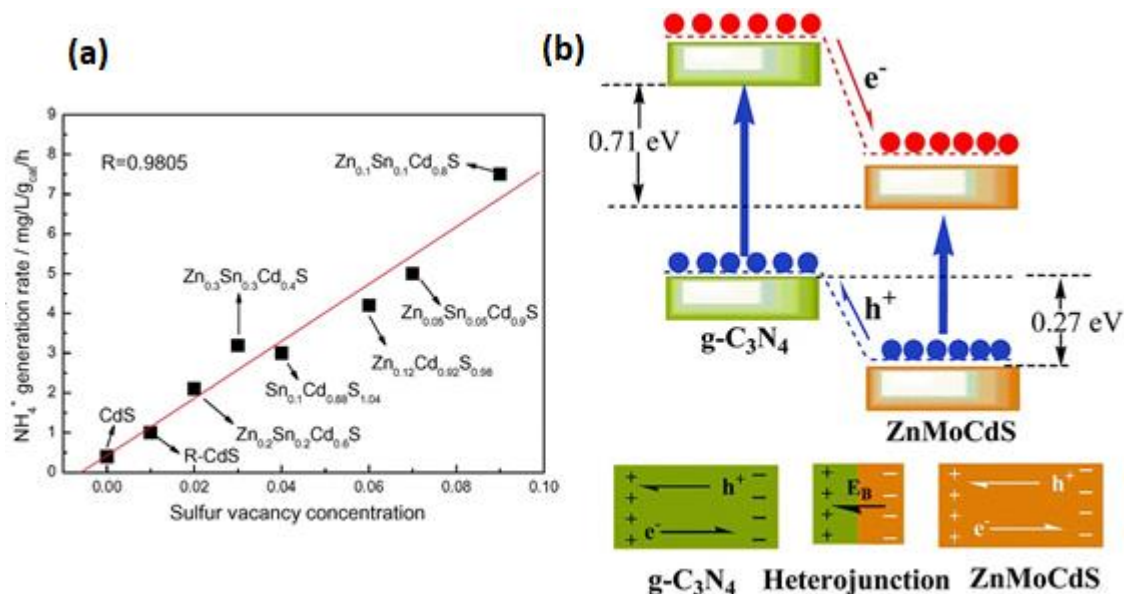 (a)
NH₄⁺ generation rate / mg/L/g_cat/h
9
8
7
6
5
4
3
2
1
0
R=0.9805
Zn₀.₁Sn₀.₁Cd₀.₈S
Zn₀.₃Sn₀.₃Cd₀.₄S
Zn₀.₀₅Sn₀.₀₅Cd₀.₉S
Zn₀.₁₂Cd₀.₉₂S₀.₉₈
Sn₀.₁Cd₀.₈₈S₁.₀₄
CdS
Zn₀.₂Sn₀.₂Cd₀.₆S
R-CdS
0.00 0.02 0.04 0.06 0.08 0.10
Sulfur vacancy concentration
(b)
e⁻
0.71 eV
h⁺
0.27 eV
g-C₃N₄
ZnMoCdS
+ h⁺ −
+ −
+ −
+ e⁻ −
+ E_B −
+ −
+ −
+ −
+ h⁺ −
+ −
+ −
+ e⁻ −
g-C₃N₄ Heterojunction ZnMoCdS